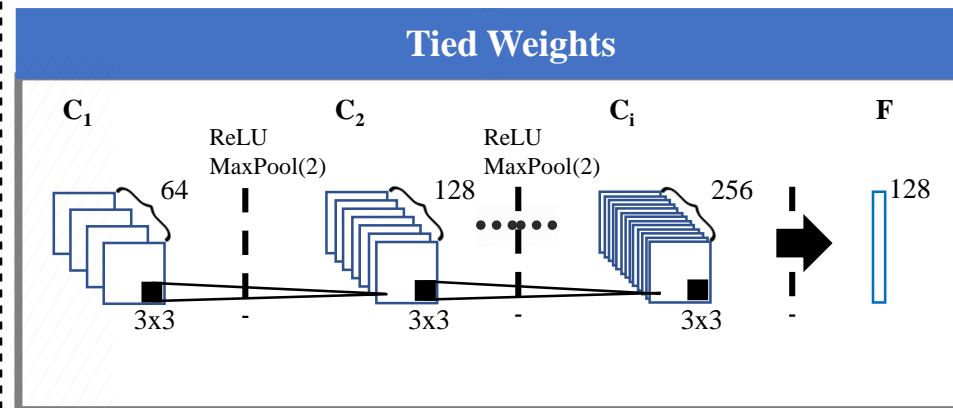 Tied Weights
C1 C2 Ci F
ReLU ReLU
MaxPool(2) MaxPool(2)
64 128 256 128
3x3 - 3x3 - 3x3 -